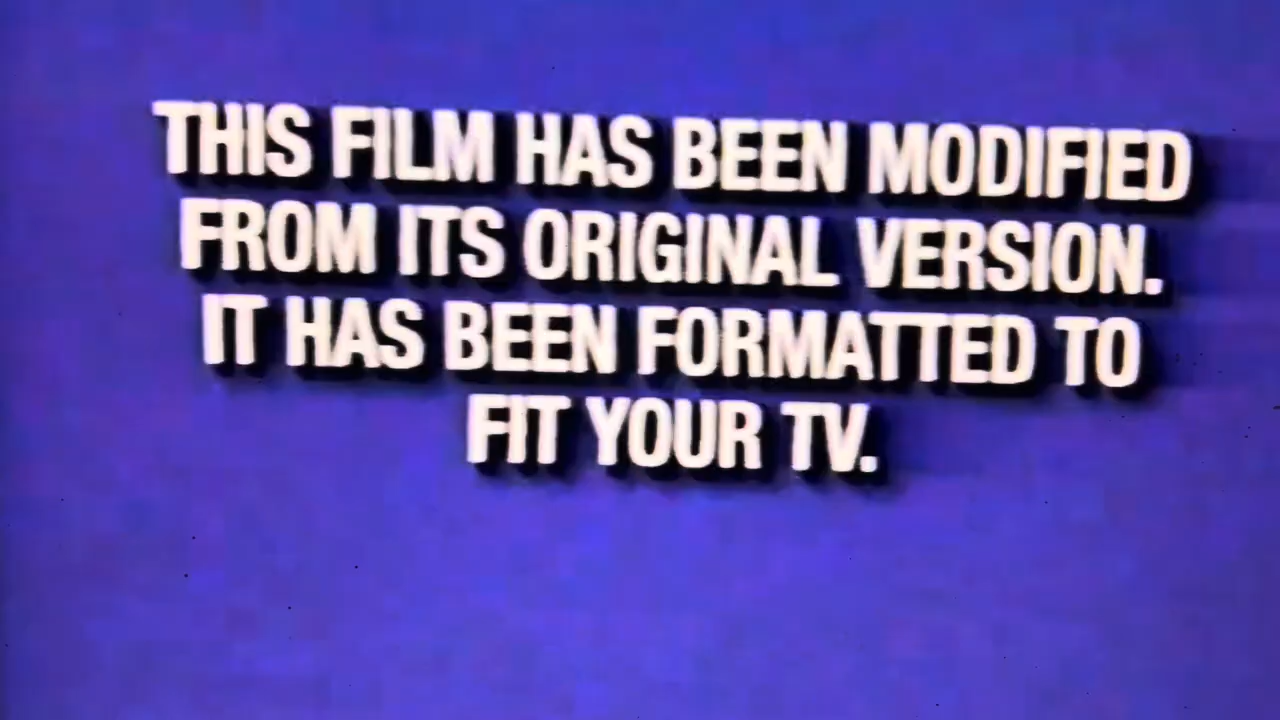 THIS FILM HAS BEEN MODIFIED
FROM ITS ORIGINAL VERSION.
IT HAS BEEN FORMATTED TO
FIT YOUR TV.